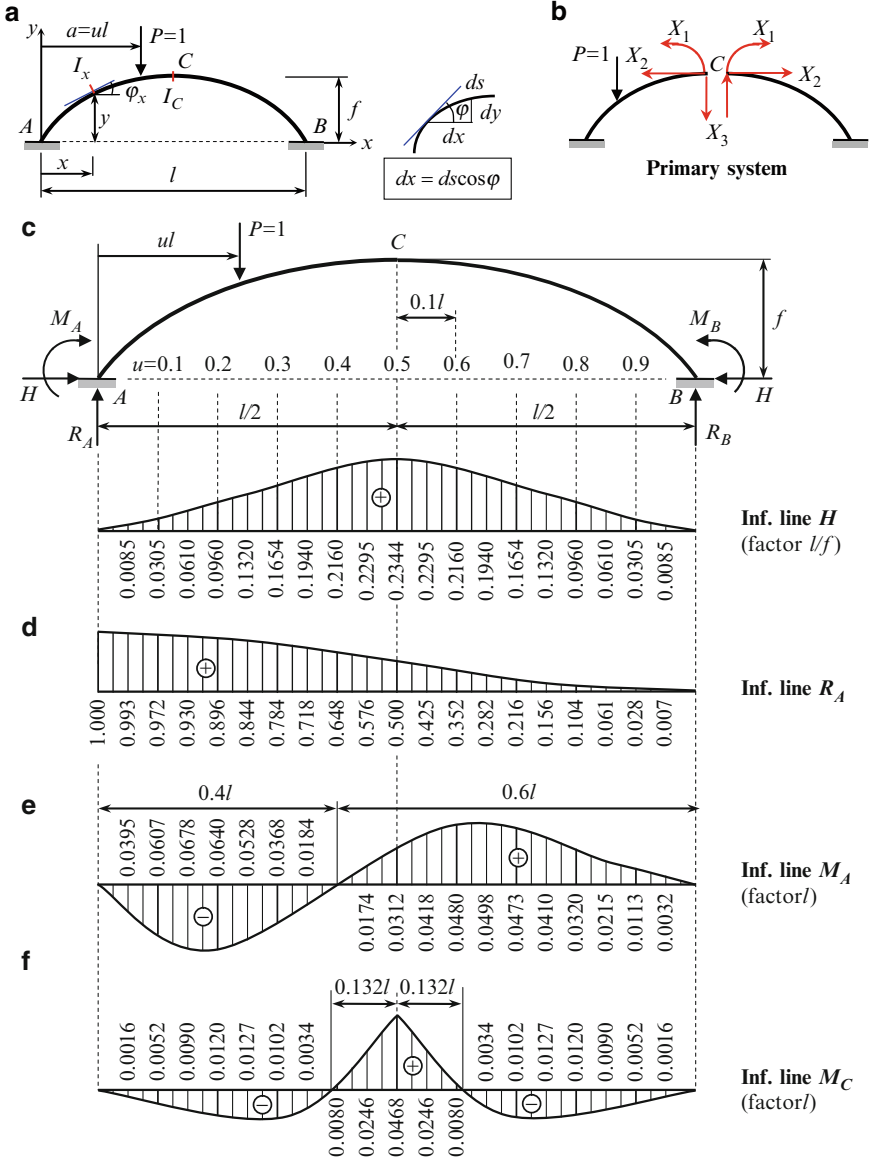 a
y
a=ul
P=1
C
I_x
φ_x
I_C
y
f
A
B
x
x
l
ds
φ
dy
dx
dx = ds cosφ
b
X_1
X_1
P=1
X_2
C
X_2
X_3
Primary system
c
ul
P=1
C
0.1l
M_A
M_B
f
u=0.1 0.2 0.3 0.4 0.5 0.6 0.7 0.8 0.9
H
A
B
H
l/2
l/2
R_A
R_B
+
Inf. line H
(factor l/f)
0.0085 0.0305 0.0610 0.0960 0.1320 0.1654 0.1940 0.2160 0.2295 0.2344 0.2295 0.2160 0.1940 0.1654 0.1320 0.0960 0.0610 0.0305 0.0085
d
+
Inf. line R_A
1.000 0.993 0.972 0.930 0.896 0.844 0.784 0.718 0.648 0.576 0.500 0.425 0.352 0.282 0.216 0.156 0.104 0.061 0.028 0.007
e
0.4l
0.6l
0.0395 0.0607 0.0678 0.0640 0.0528 0.0368 0.0184
+
−
Inf. line M_A
(factorl)
0.0174 0.0312 0.0418 0.0480 0.0498 0.0473 0.0410 0.0320 0.0215 0.0113 0.0032
f
0.132l 0.132l
0.0016 0.0052 0.0090 0.0120 0.0127 0.0102 0.0034
0.0034 0.0102 0.0127 0.0120 0.0090 0.0052 0.0016
+
−
−
Inf. line M_C
(factorl)
0.0080 0.0246 0.0468 0.0246 0.0080